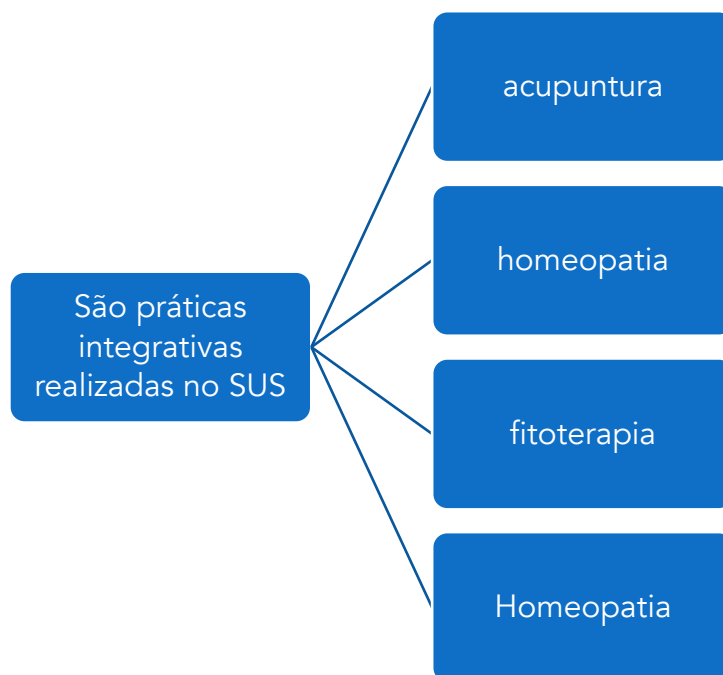 acupuntura
homeopatia
São práticas
integrativas
realizadas no SUS
fitoterapia
Homeopatia